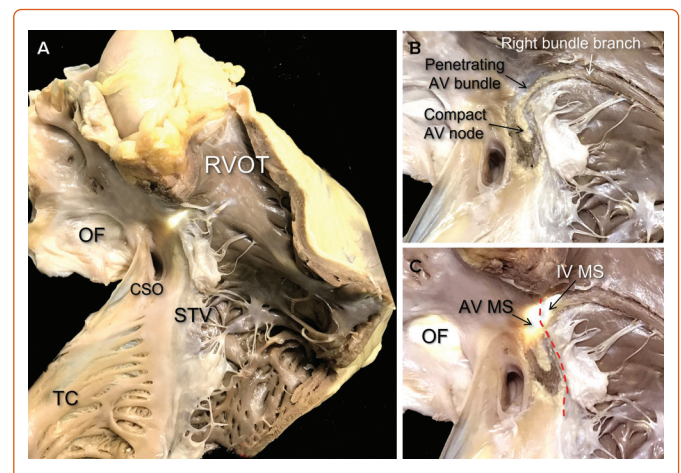 A
RVOT
OF
CSO
STV
TC
B
Right bundle branch
Penetrating
AV bundle
Compact
AV node
C
IV MS
AV MS
OF